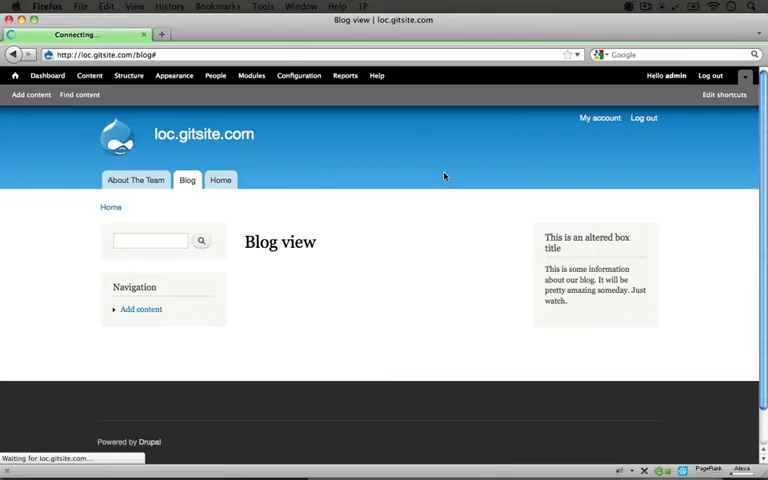 Firefox File Edit View History Bookmarks Tools Window Help 1P
Blog view | loc.gitsite.com
Connecting...
http://loc.gitsite.com/blog#
Google
Dashboard Content Structure Appearance People Modules Configuration Reports Help Hello admin Log out
Add content Find content Edit shortcuts
My account Log out
loc.gitsite.com
About The Team Blog Home
Home
Blog view
This is an altered box
title
This is some information
about our blog. It will be
pretty amazing someday. Just
watch.
Navigation
Add content
Powered by Drupal
Waiting for loc.gitsite.com...
PageRank Alexa